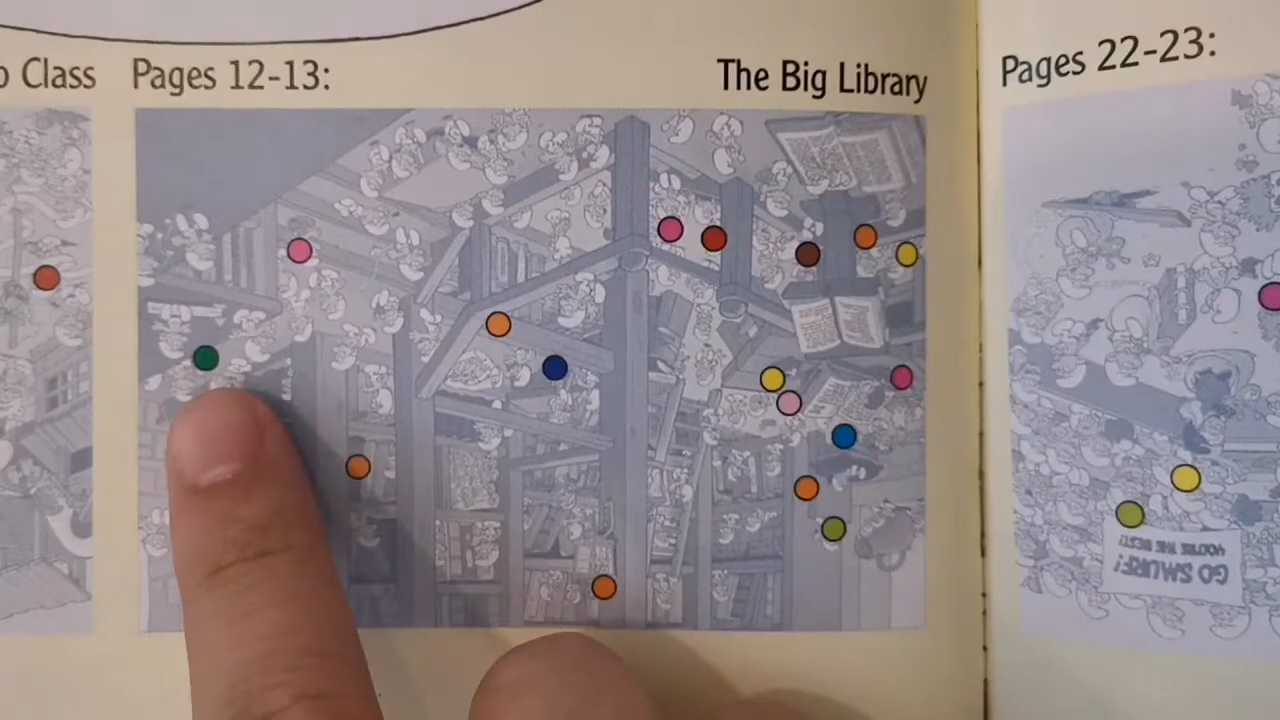 o Class
Pages 12-13:
The Big Library
Pages 22-23:
GO SMURF!
YOU'RE THE BEST!